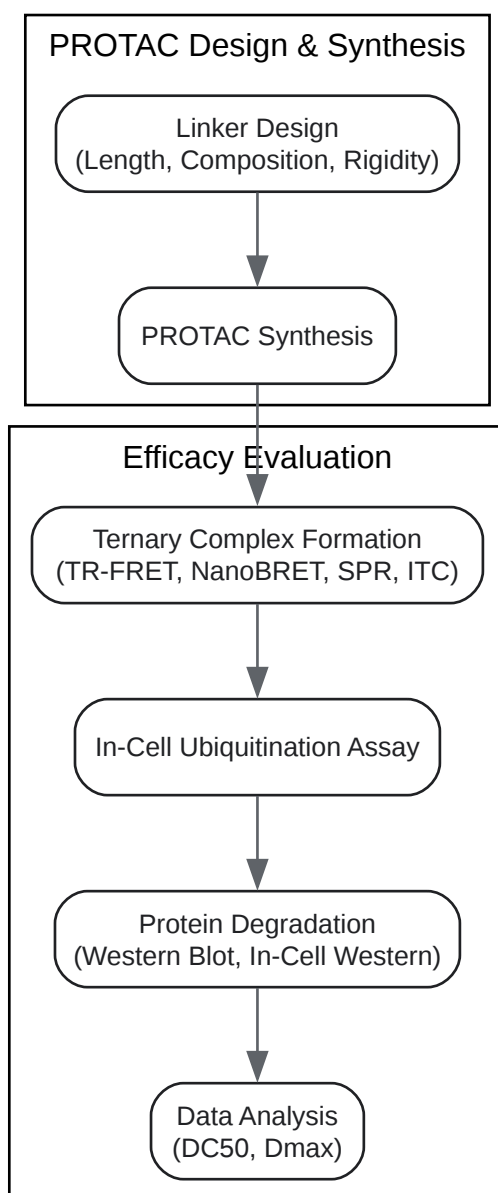 PROTAC Design & Synthesis
Linker Design
(Length, Composition, Rigidity)
PROTAC Synthesis
Efficacy Evaluation
Ternary Complex Formation
(TR-FRET, NanoBRET, SPR, ITC)
In-Cell Ubiquitination Assay
Protein Degradation
(Western Blot, In-Cell Western)
Data Analysis
(DC50, Dmax)